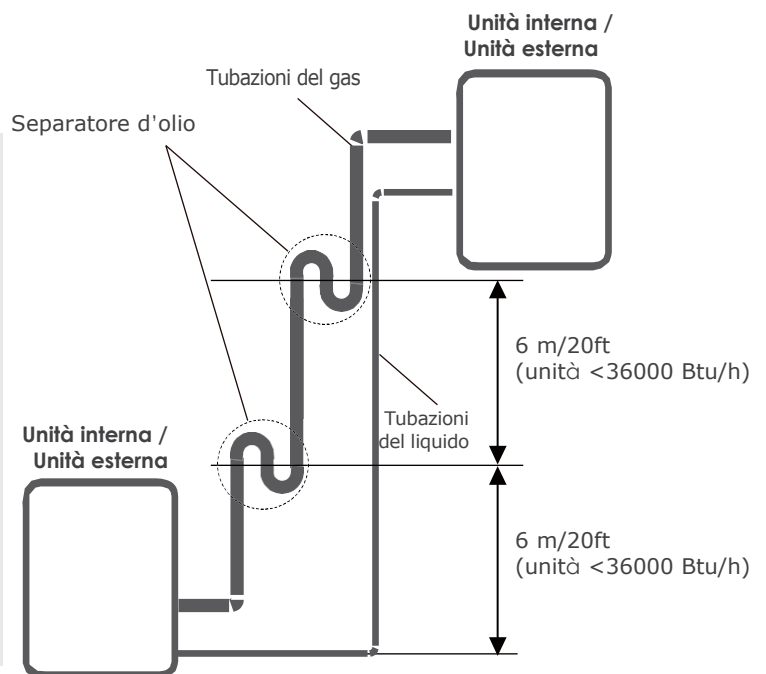 Unità interna /
Unità esterna
Tubazioni del gas
Separatore d'olio
6 m/20ft
(unità <36000 Btu/h)
Tubazioni
del liquido
Unità interna /
Unità esterna
6 m/20ft
(unità <36000 Btu/h)